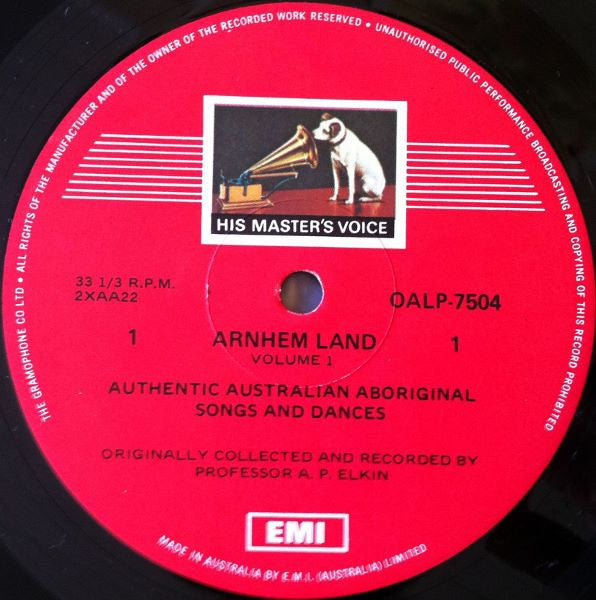 THE GRAMOPHONE CO LTD • ALL RIGHTS OF THE MANUFACTURER AND OF THE OWNER OF THE RECORDED WORK RESERVED • UNAUTHORISED PUBLIC PERFORMANCE BROADCASTING AND COPYING OF THIS RECORD PROHIBITED
HIS MASTER'S VOICE
33 1/3 R.P.M.
2XAA22
OALP-7504
1
ARNHEM LAND
1
VOLUME 1
AUTHENTIC AUSTRALIAN ABORIGINAL
SONGS AND DANCES
ORIGINALLY COLLECTED AND RECORDED BY
PROFESSOR A. P. ELKIN
EMI
MADE IN AUSTRALIA BY E.M.I. (AUSTRALIA) LIMITED